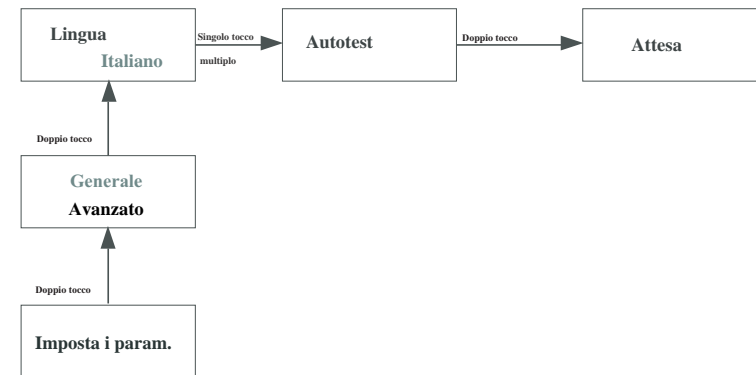 Lingua
Italiano
Singolo tocco
multiplo
Autotest
Doppio tocco
Attesa
Doppio tocco
Generale
Avanzato
Doppio tocco
Imposta i param.